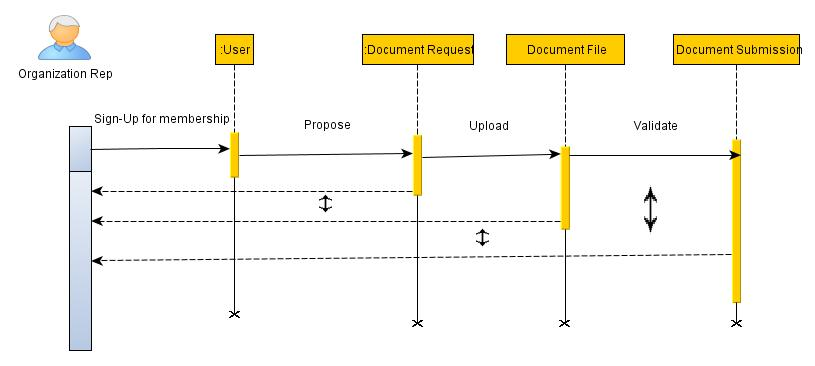 :User
:Document Request
Document File
Document Submission
Organization Rep
Sign-Up for membership
Propose
Upload
Validate